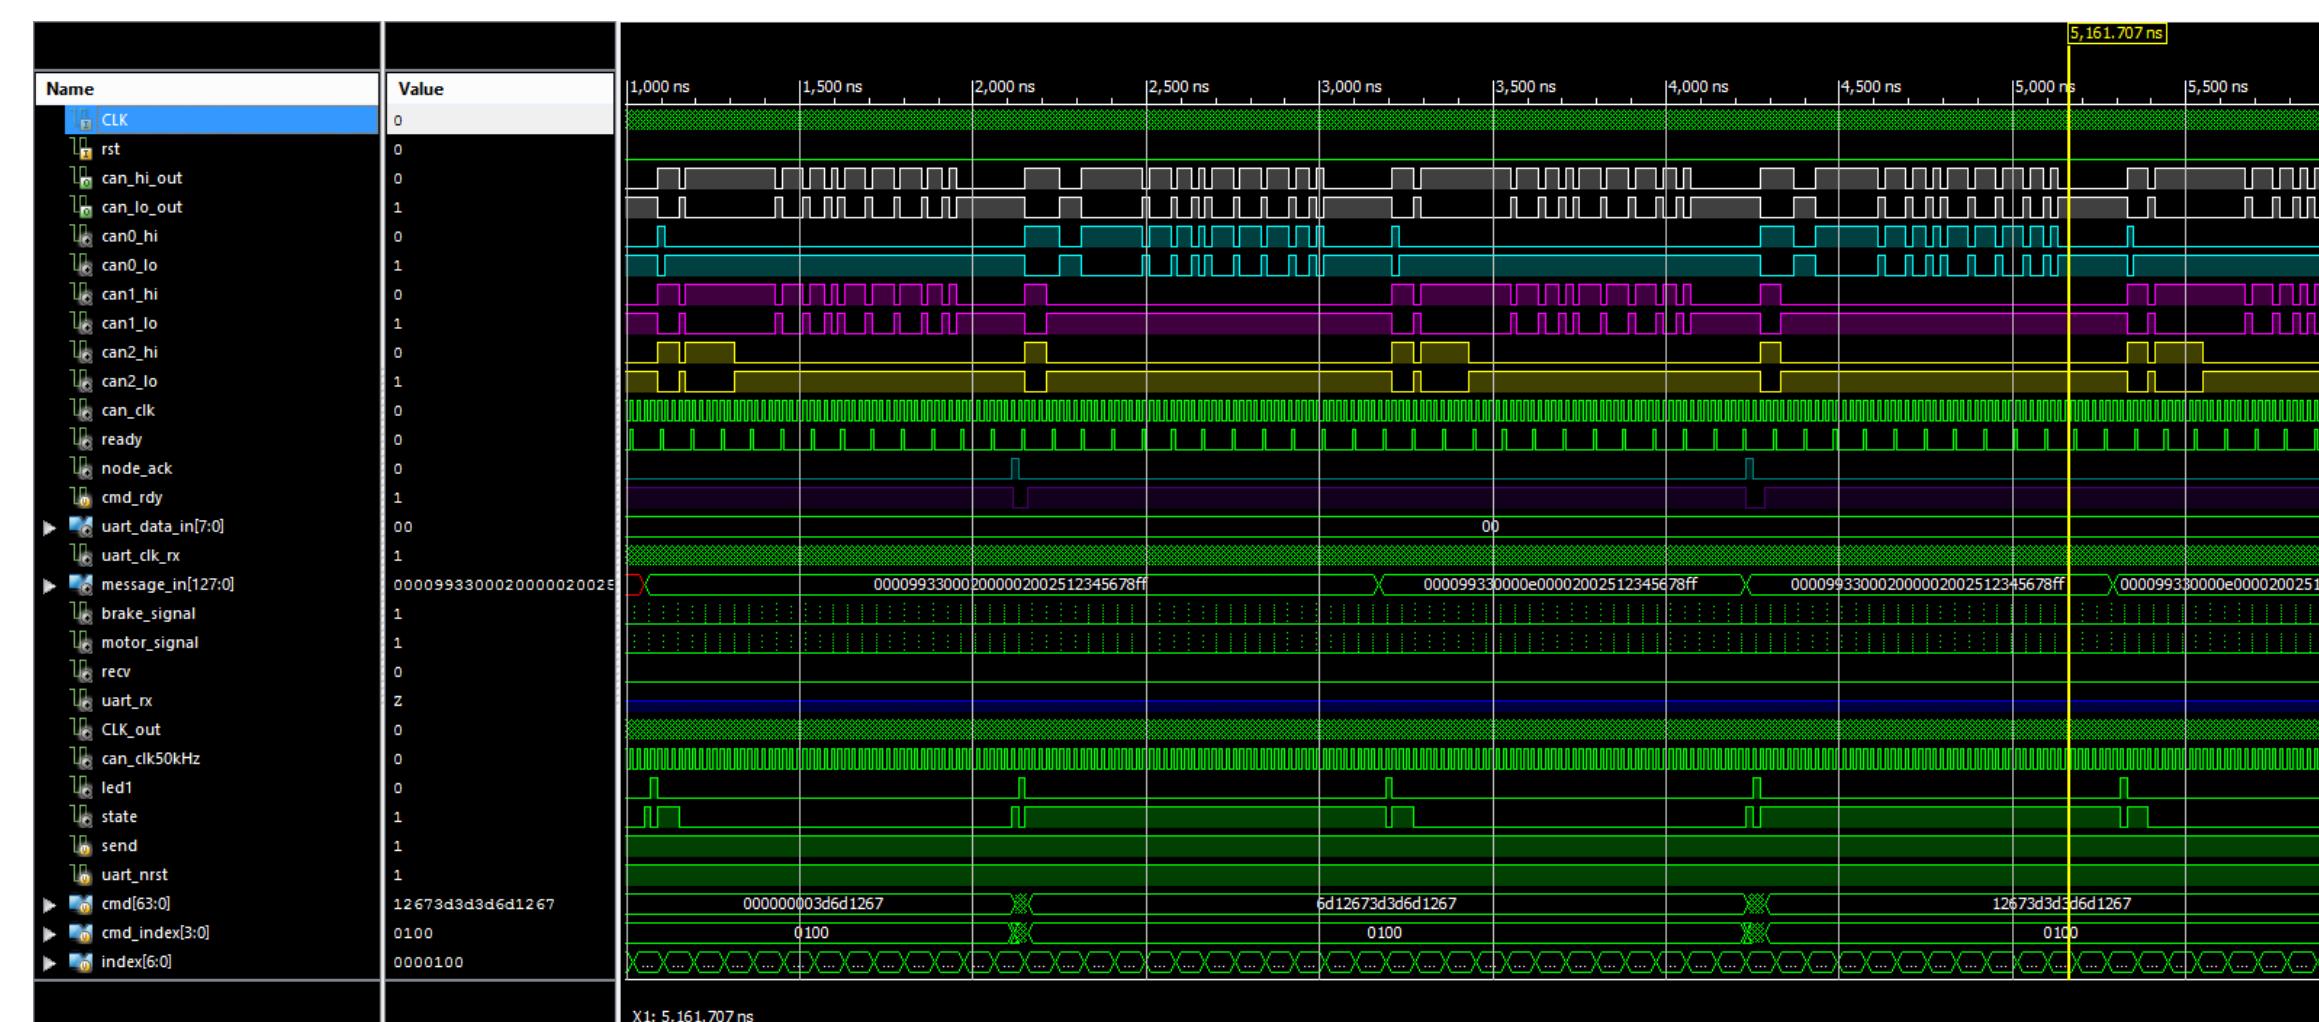 5,161.707 ns
Name Value 1,000 ns 1,500 ns 2,000 ns 2,500 ns 3,000 ns 3,500 ns 4,000 ns 4,500 ns 5,000 ns 5,500 ns
CLK 0
rst 0
can_hi_out 0
can_lo_out 1
can0_hi 0
can0_lo 1
can1_hi 0
can1_lo 1
can2_hi 0
can2_lo 1
can_clk 0
ready 0
node_ack 0
cmd_rdy 1
uart_data_in[7:0] 00 00
uart_clk_rx 1
message_in[127:0] 0000993300020000020025 000099330002000002002512345678ff 000099330000e00002002512345678ff 000099330002000002002512345678ff 000099330000e0000200251
brake_signal 1
motor_signal 1
recv 0
uart_rx Z
CLK_out 0
can_clk50kHz 0
led1 0
state 1
send 1
uart_nrst 1
cmd[63:0] 12673d3d3d6d1267 000000003d6d1267 6d12673d3d6d1267 12673d3d3d6d1267
cmd_index[3:0] 0100 0100 0100 0100
index[6:0] 0000100 ... ... ... ... ... ... ... ... ... ... ... ... ... ... ... ... ... ... ... ... ... ... ... ... ... ... ... ... ... ... ... ... ... ... ... ... ... ... ... ... ... ... ... ... ... ... ... ... ... ... ... ... ... ... ... ...
X1: 5,161.707 ns